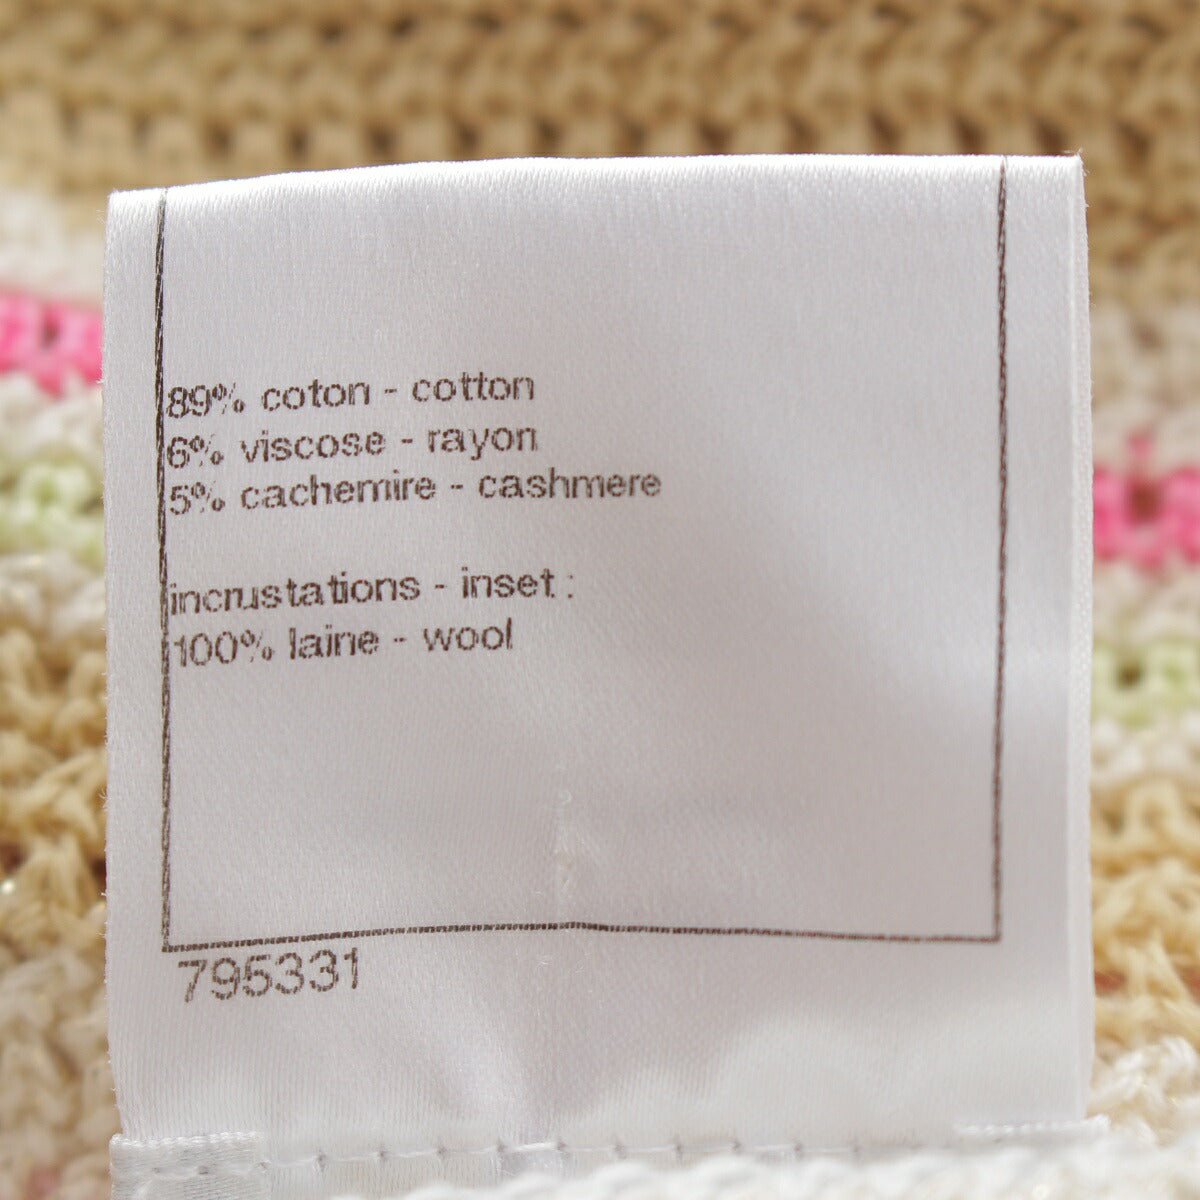 89% coton - cotton
6% viscose - rayon
5% cachemire - cashmere
incrustations - inset :
100% laine - wool
795331